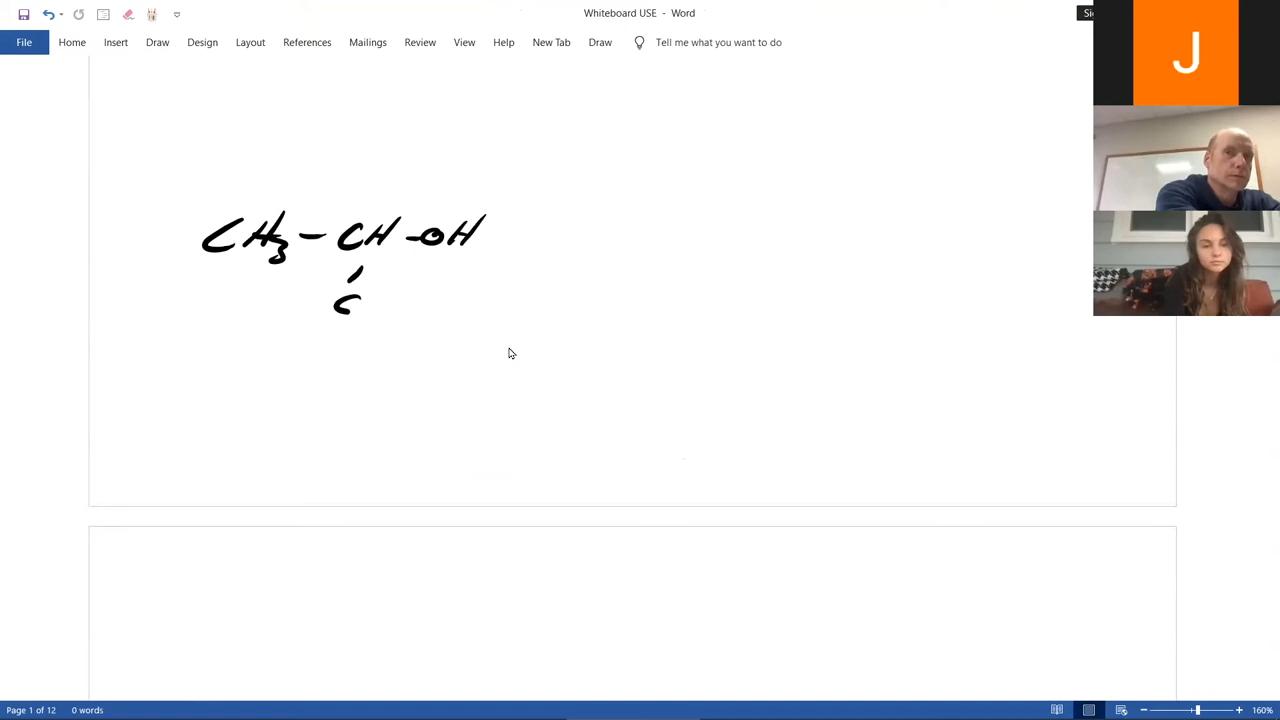 Whiteboard USE - Word
File Home Insert Draw Design Layout References Mailings Review View Help New Tab Draw Tell me what you want to do
J
CH₃ - CH - OH
C
Page 1 of 12 0 words
160%